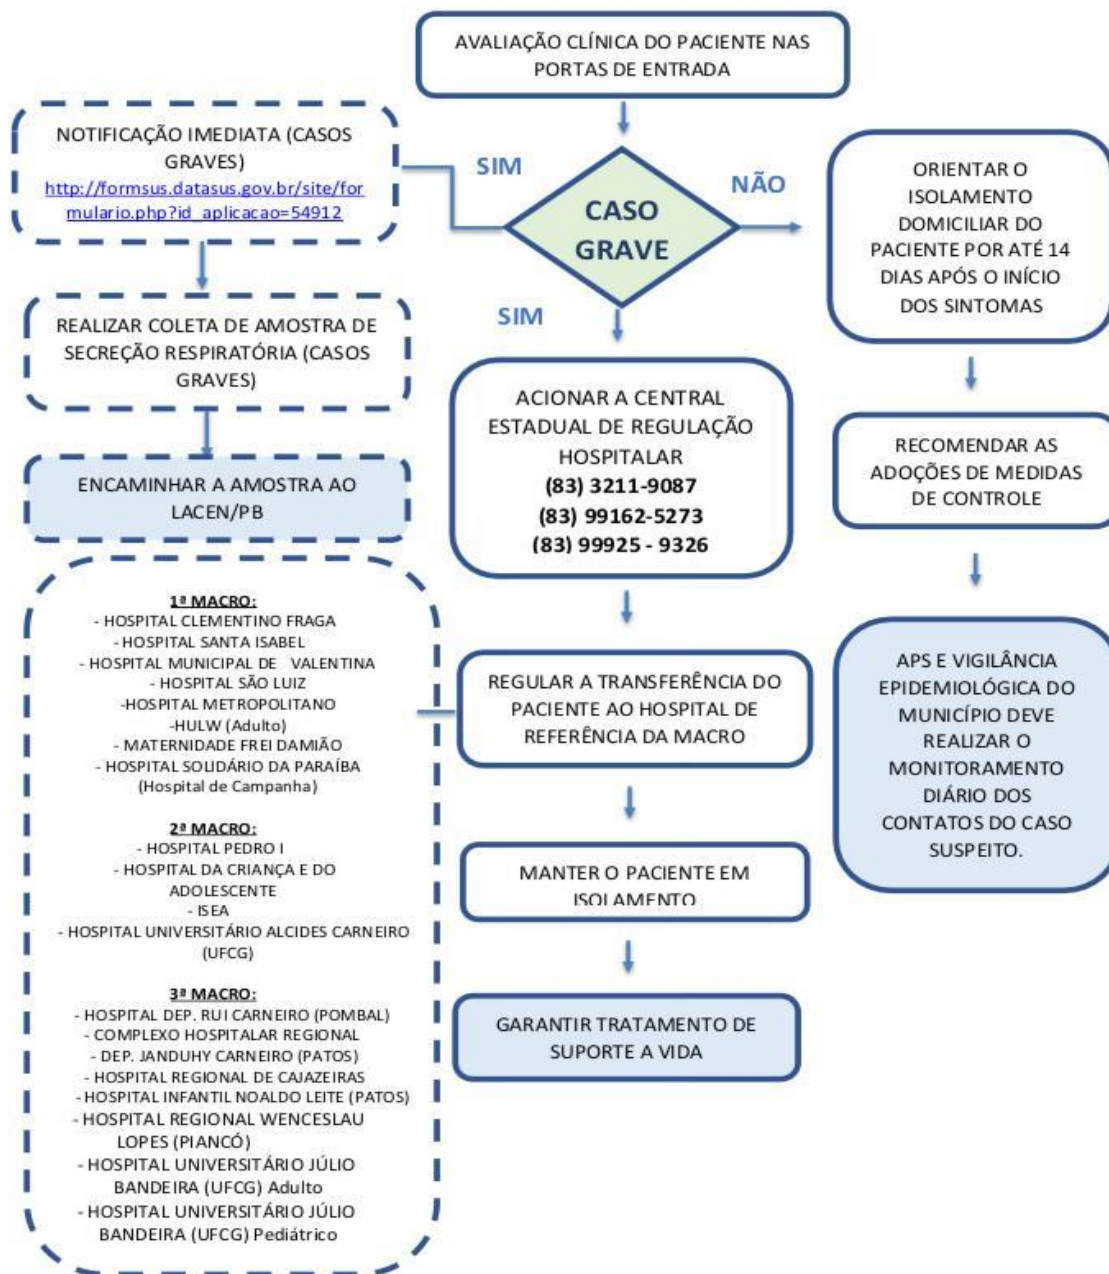 AVALIAÇÃO CLÍNICA DO PACIENTE NAS
PORTAS DE ENTRADA
NOTIFICAÇÃO IMEDIATA (CASOS
GRAVES)
http://formsus.datasus.gov.br/site/for
mulario.php?id_aplicacao=54912
SIM
CASO
GRAVE
NÃO
SIM
ORIENTAR O
ISOLAMENTO
DOMICILIAR DO
PACIENTE POR ATÉ 14
DIAS APÓS O INÍCIO
DOS SINTOMAS
REALIZAR COLETA DE AMOSTRA DE
SECREÇÃO RESPIRATÓRIA (CASOS
GRAVES)
ENCAMINHAR A AMOSTRA AO
LACEN/PB
ACIONAR A CENTRAL
ESTADUAL DE REGULAÇÃO
HOSPITALAR
(83) 3211-9087
(83) 99162-5273
(83) 99925 - 9326
RECOMENDAR AS
ADOÇÕES DE MEDIDAS
DE CONTROLE
1ª MACRO:
- HOSPITAL CLEMENTINO FRAGA
- HOSPITAL SANTA ISABEL
- HOSPITAL MUNICIPAL DE VALENTINA
- HOSPITAL SÃO LUIZ
-HOSPITAL METROPOLITANO
-HULW (Adulto)
- MATERNIDADE FREI DAMIÃO
- HOSPITAL SOLIDÁRIO DA PARAÍBA
(Hospital de Campanha)
2ª MACRO:
- HOSPITAL PEDRO I
- HOSPITAL DA CRIANÇA E DO
ADOLESCENTE
- ISEA
- HOSPITAL UNIVERSITÁRIO ALCIDES CARNEIRO
(UFCG)
3ª MACRO:
- HOSPITAL DEP. RUI CARNEIRO (POMBAL)
- COMPLEXO HOSPITALAR REGIONAL
- DEP. JANDUHY CARNEIRO (PATOS)
- HOSPITAL REGIONAL DE CAJAZEIRAS
- HOSPITAL INFANTIL NOALDO LEITE (PATOS)
- HOSPITAL REGIONAL WENCESLAU
LOPES (PIANCÓ)
- HOSPITAL UNIVERSITÁRIO JÚLIO
BANDEIRA (UFCG) Adulto
- HOSPITAL UNIVERSITÁRIO JÚLIO
BANDEIRA (UFCG) Pediátrico
REGULAR A TRANSFERÊNCIA DO
PACIENTE AO HOSPITAL DE
REFERÊNCIA DA MACRO
MANTER O PACIENTE EM
ISOLAMENTO
GARANTIR TRATAMENTO DE
SUPORTE A VIDA
APS E VIGILÂNCIA
EPIDEMIOLÓGICA DO
MUNICÍPIO DEVE
REALIZAR O
MONITORAMENTO
DIÁRIO DOS
CONTATOS DO CASO
SUSPEITO.